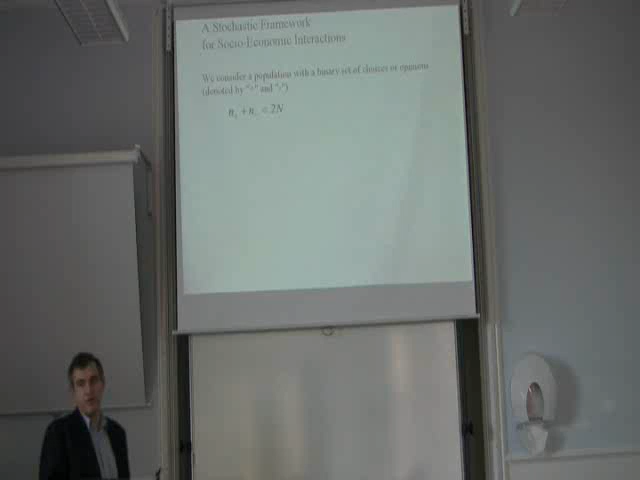 A Stochastic Framework
for Socio-Economic Interactions
We consider a population with a binary set of choices or opinions
(denoted by "+" and "-")
n₊ + n₋ = 2N